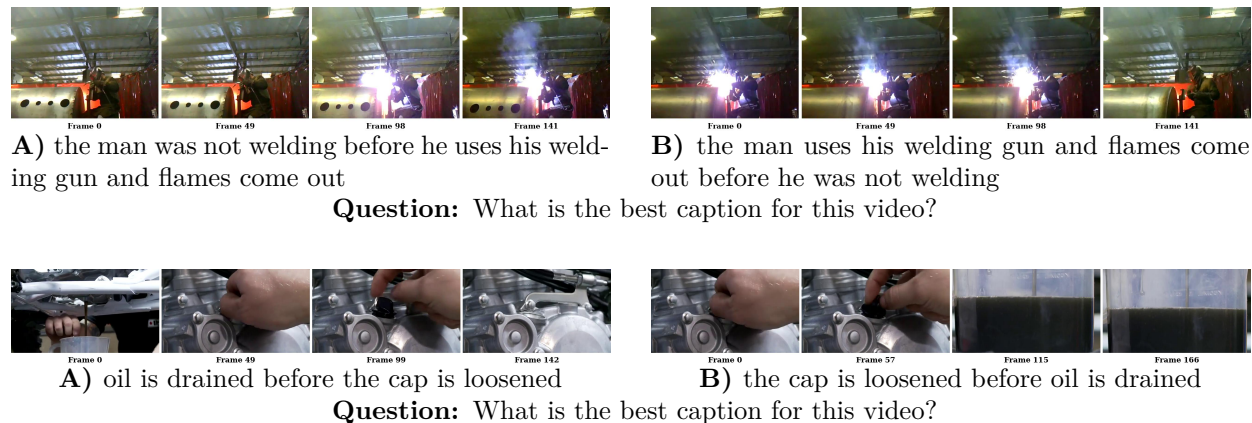 Frame 0 Frame 49 Frame 98 Frame 141
A) the man was not welding before he uses his weld-
ing gun and flames come out
Frame 0 Frame 49 Frame 98 Frame 141
B) the man uses his welding gun and flames come
out before he was not welding
Question: What is the best caption for this video?
Frame 0 Frame 49 Frame 99 Frame 142
A) oil is drained before the cap is loosened
Frame 0 Frame 57 Frame 115 Frame 166
B) the cap is loosened before oil is drained
Question: What is the best caption for this video?